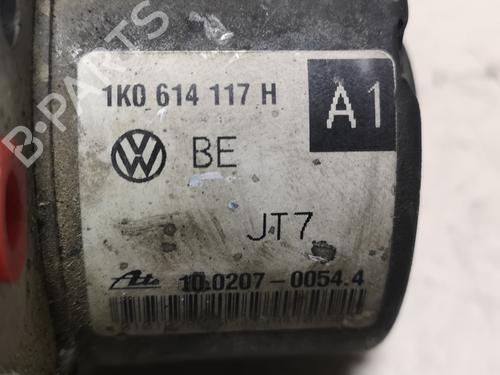 1K0 614 117 H
A1
BE
JT7
Ate 10.0207-0054.4
B-PARTS